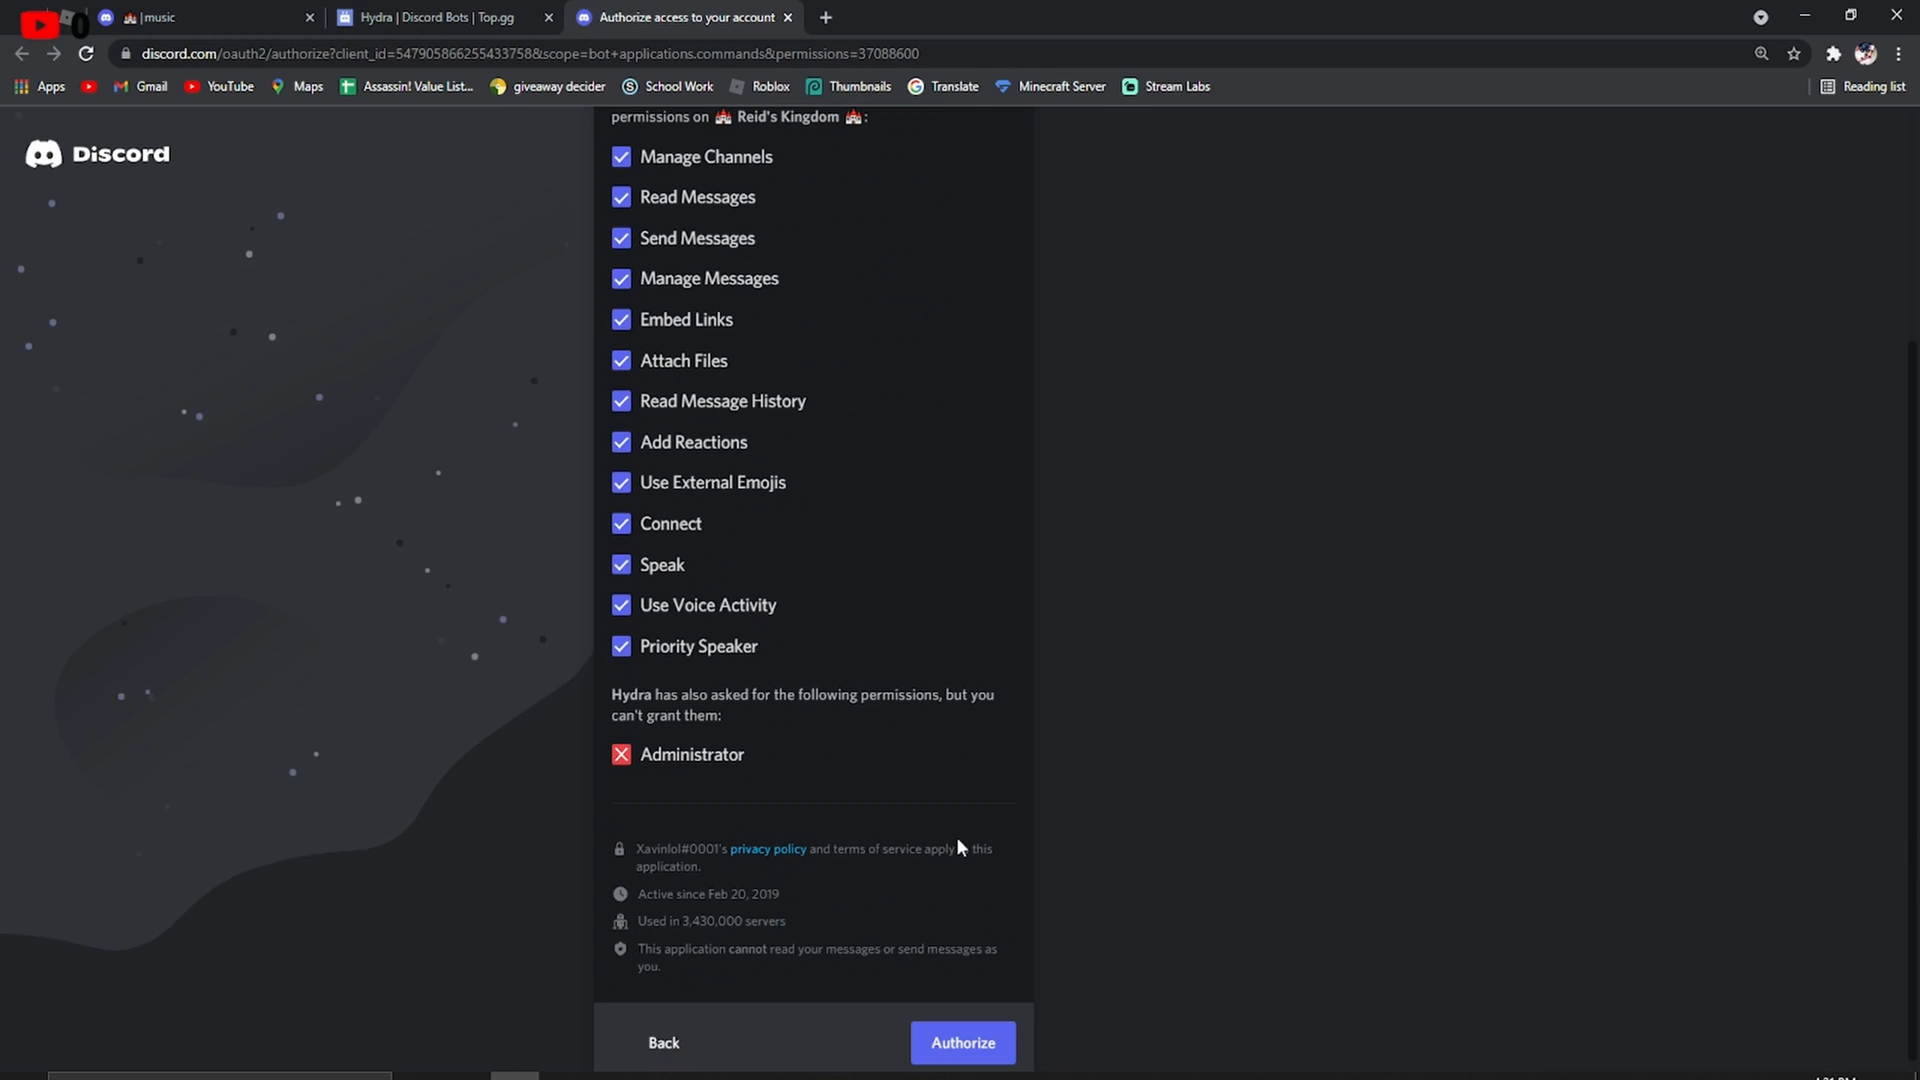 |music
Hydra | Discord Bots | Top.gg
Authorize access to your account
0
discord.com/oauth2/authorize?client_id=547905866255433758&scope=bot+applications.commands&permissions=37088600
Apps
Gmail
YouTube
Maps
Assassin! Value List...
giveaway decider
School Work
Roblox
Thumbnails
Translate
Minecraft Server
Stream Labs
Reading list
Discord
permissions on 🏰 Reid's Kingdom 🏰:
Manage Channels
Read Messages
Send Messages
Manage Messages
Embed Links
Attach Files
Read Message History
Add Reactions
Use External Emojis
Connect
Speak
Use Voice Activity
Priority Speaker
Hydra has also asked for the following permissions, but you
can't grant them:
Administrator
Xavinlol#0001's privacy policy and terms of service apply this
application.
Active since Feb 20, 2019
Used in 3,430,000 servers
This application cannot read your messages or send messages as
you.
Back
Authorize